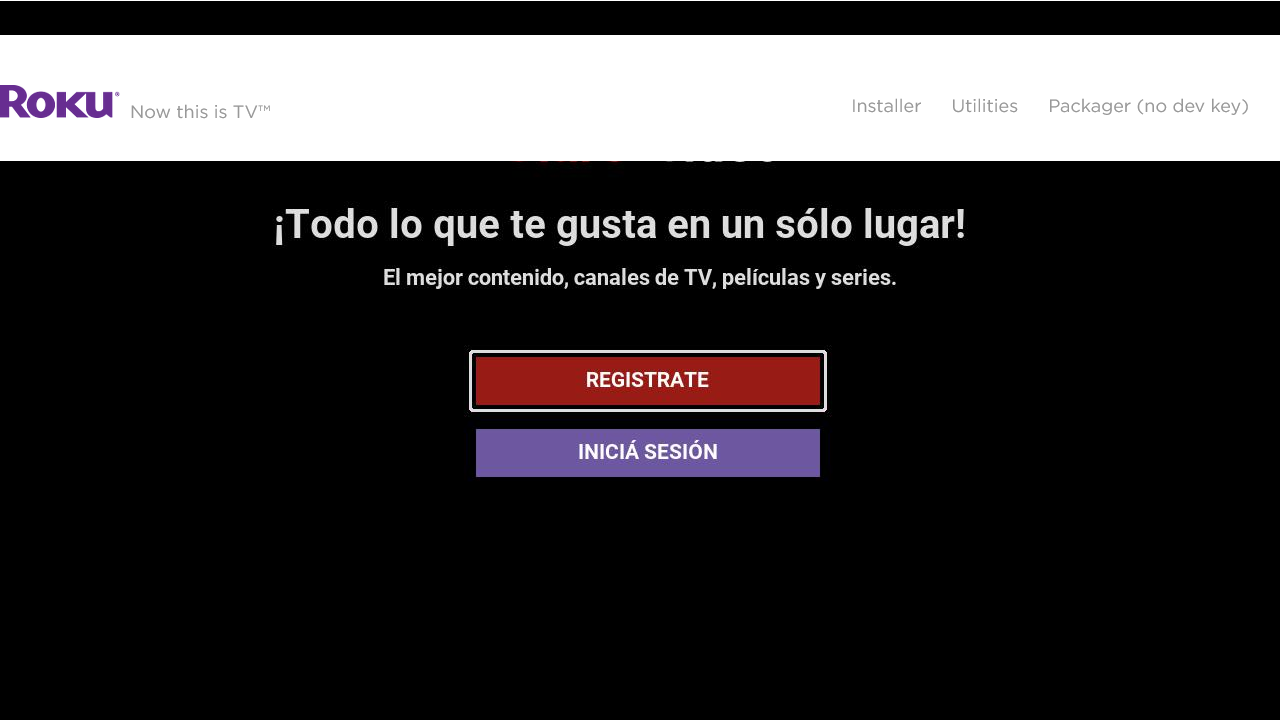 Roku® Now this is TV™ Installer Utilities Packager (no dev key)
¡Todo lo que te gusta en un sólo lugar!
El mejor contenido, canales de TV, películas y series.
REGISTRATE
INICIÁ SESIÓN